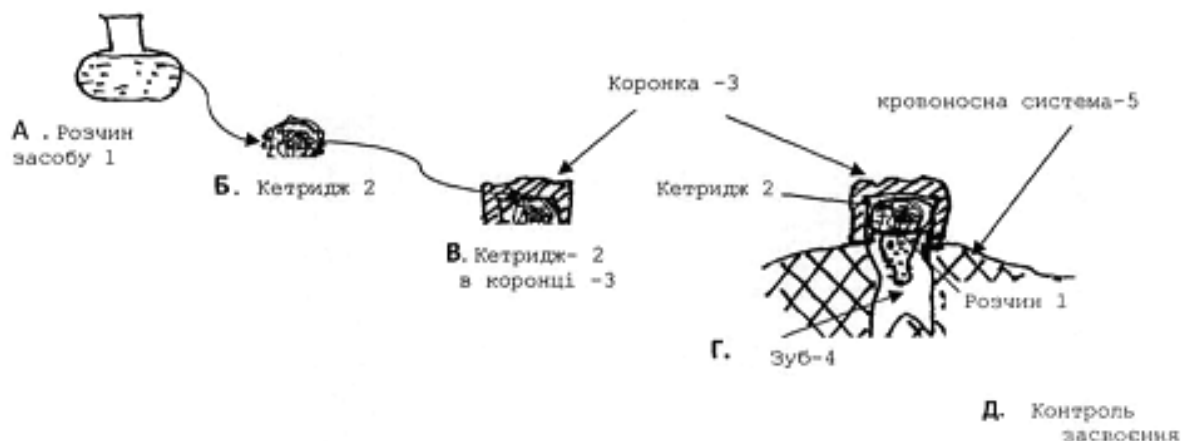 А . Розчин
засобу 1
Б. Кетридж 2
В. Кетридж- 2
в коронці -3
Коронка -3
кровоносна система-5
Кетридж 2
Розчин 1
Г.
Зуб-4
Д. Контроль
засвоєння